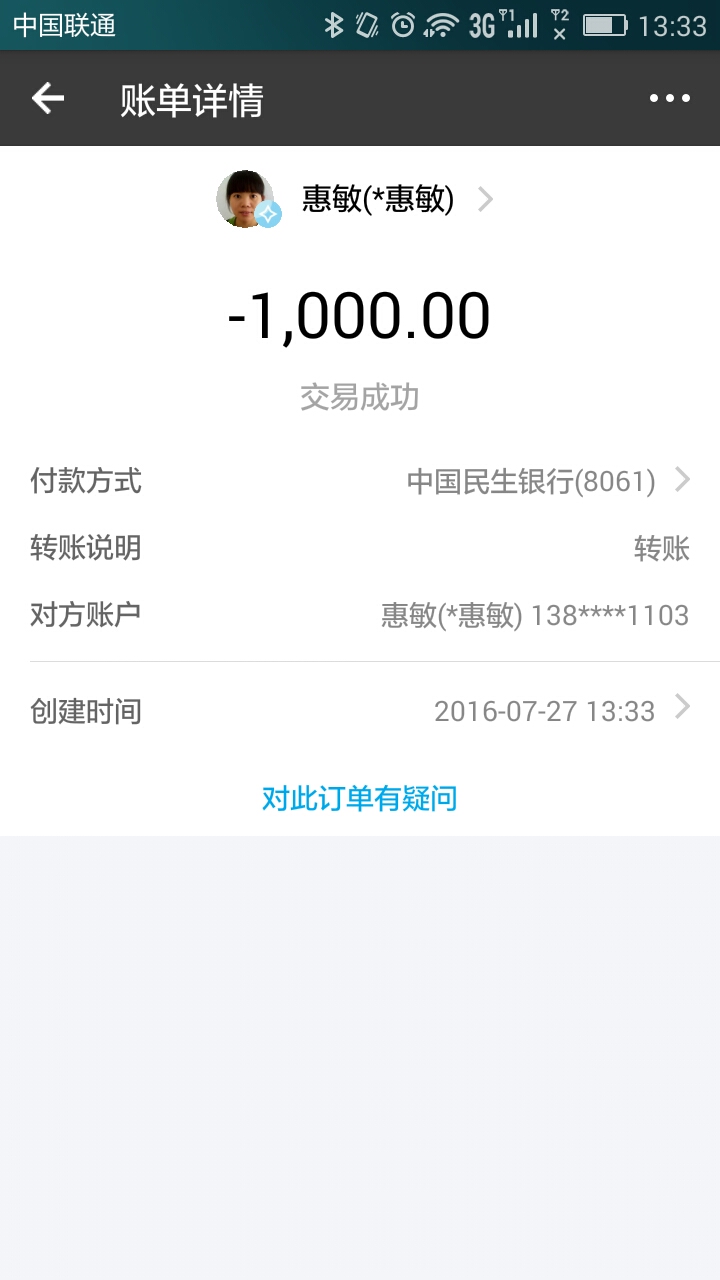 中国联通 3G 1 2 13:33
账单详情
惠敏(*惠敏)
-1,000.00
交易成功
付款方式 中国民生银行(8061)
转账说明 转账
对方账户 惠敏(*惠敏) 138****1103
创建时间 2016-07-27 13:33
对此订单有疑问